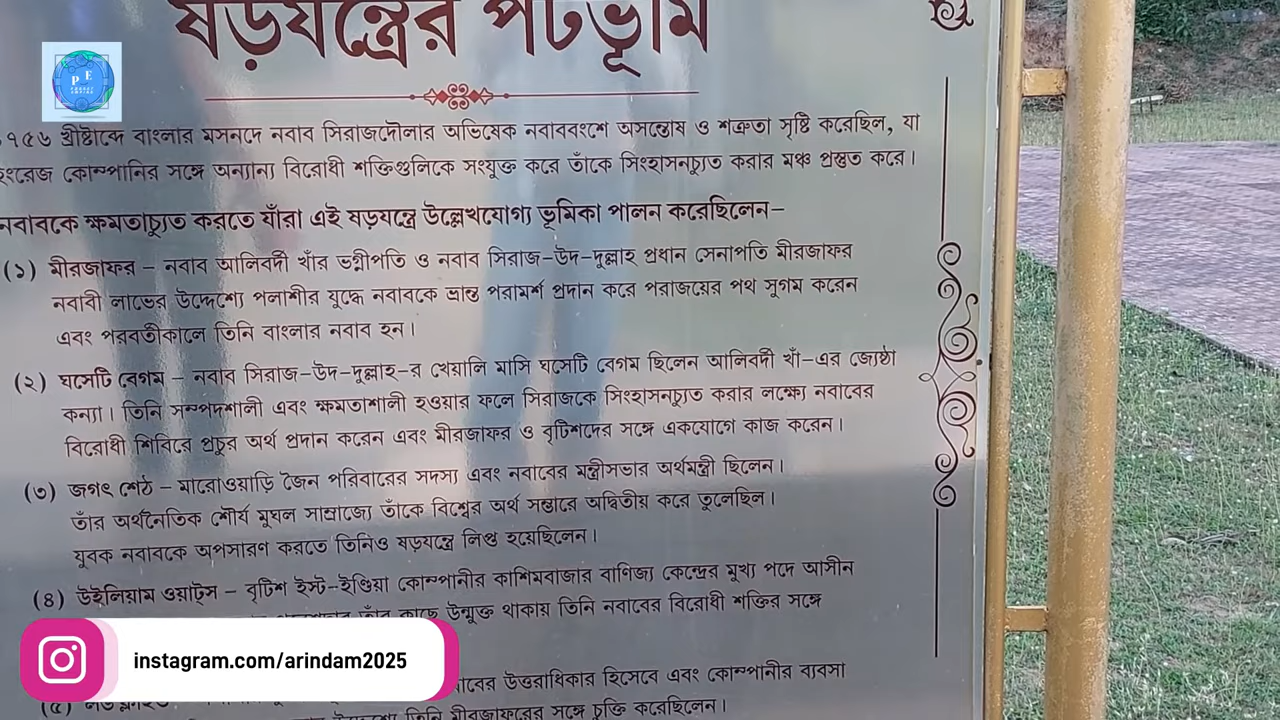 ষড়যন্ত্রের পটভূমি
P E
১৭৫৬ খ্রীষ্টাব্দে বাংলার মসনদে নবাব সিরাজদৌলার অভিষেক নবাববংশে অসন্তোষ ও শত্রুতা সৃষ্টি করেছিল, যা
ইংরেজ কোম্পানির সঙ্গে অন্যান্য বিরোধী শক্তিগুলিকে সংযুক্ত করে তাঁকে সিংহাসনচ্যুত করার মঞ্চ প্রস্তুত করে।
নবাবকে ক্ষমতাচ্যুত করতে যাঁরা এই ষড়যন্ত্রে উল্লেখযোগ্য ভূমিকা পালন করেছিলেন–
(১) মীরজাফর – নবাব আলিবর্দী খাঁর ভগ্নীপতি ও নবাব সিরাজ-উদ-দুল্লাহ প্রধান সেনাপতি মীরজাফর
নবাবী লাভের উদ্দেশ্যে পলাশীর যুদ্ধে নবাবকে ভ্রান্ত পরামর্শ প্রদান করে পরাজয়ের পথ সুগম করেন
এবং পরবর্তীকালে তিনি বাংলার নবাব হন।
(২) ঘসেটি বেগম – নবাব সিরাজ-উদ-দুল্লাহ-র খেয়ালি মাসি ঘসেটি বেগম ছিলেন আলিবর্দী খাঁ-এর জ্যেষ্ঠা
কন্যা। তিনি সম্পদশালী এবং ক্ষমতাশালী হওয়ার ফলে সিরাজকে সিংহাসনচ্যুত করার লক্ষ্যে নবাবের
বিরোধী শিবিরে প্রচুর অর্থ প্রদান করেন এবং মীরজাফর ও বৃটিশদের সঙ্গে একযোগে কাজ করেন।
(৩) জগৎ শেঠ – মারোওয়াড়ি জৈন পরিবারের সদস্য এবং নবাবের মন্ত্রীসভার অর্থমন্ত্রী ছিলেন।
তাঁর অর্থনৈতিক শৌর্য মুঘল সাম্রাজ্যে তাঁকে বিশ্বের অর্থ সম্ভারে অদ্বিতীয় করে তুলেছিল।
যুবক নবাবকে অপসারণ করতে তিনিও ষড়যন্ত্রে লিপ্ত হয়েছিলেন।
(৪) উইলিয়াম ওয়াট্স – বৃটিশ ইস্ট-ইণ্ডিয়া কোম্পানীর কাশিমবাজার বাণিজ্য কেন্দ্রের মুখ্য পদে আসীন
তাঁর কাছে উন্মুক্ত থাকায় তিনি নবাবের বিরোধী শক্তির সঙ্গে
instagram.com/arindam2025
উত্তরাধিকার হিসেবে এবং কোম্পানীর ব্যবসা
(৫) তিনি মীরজাফরের সঙ্গে চুক্তি করেছিলেন।